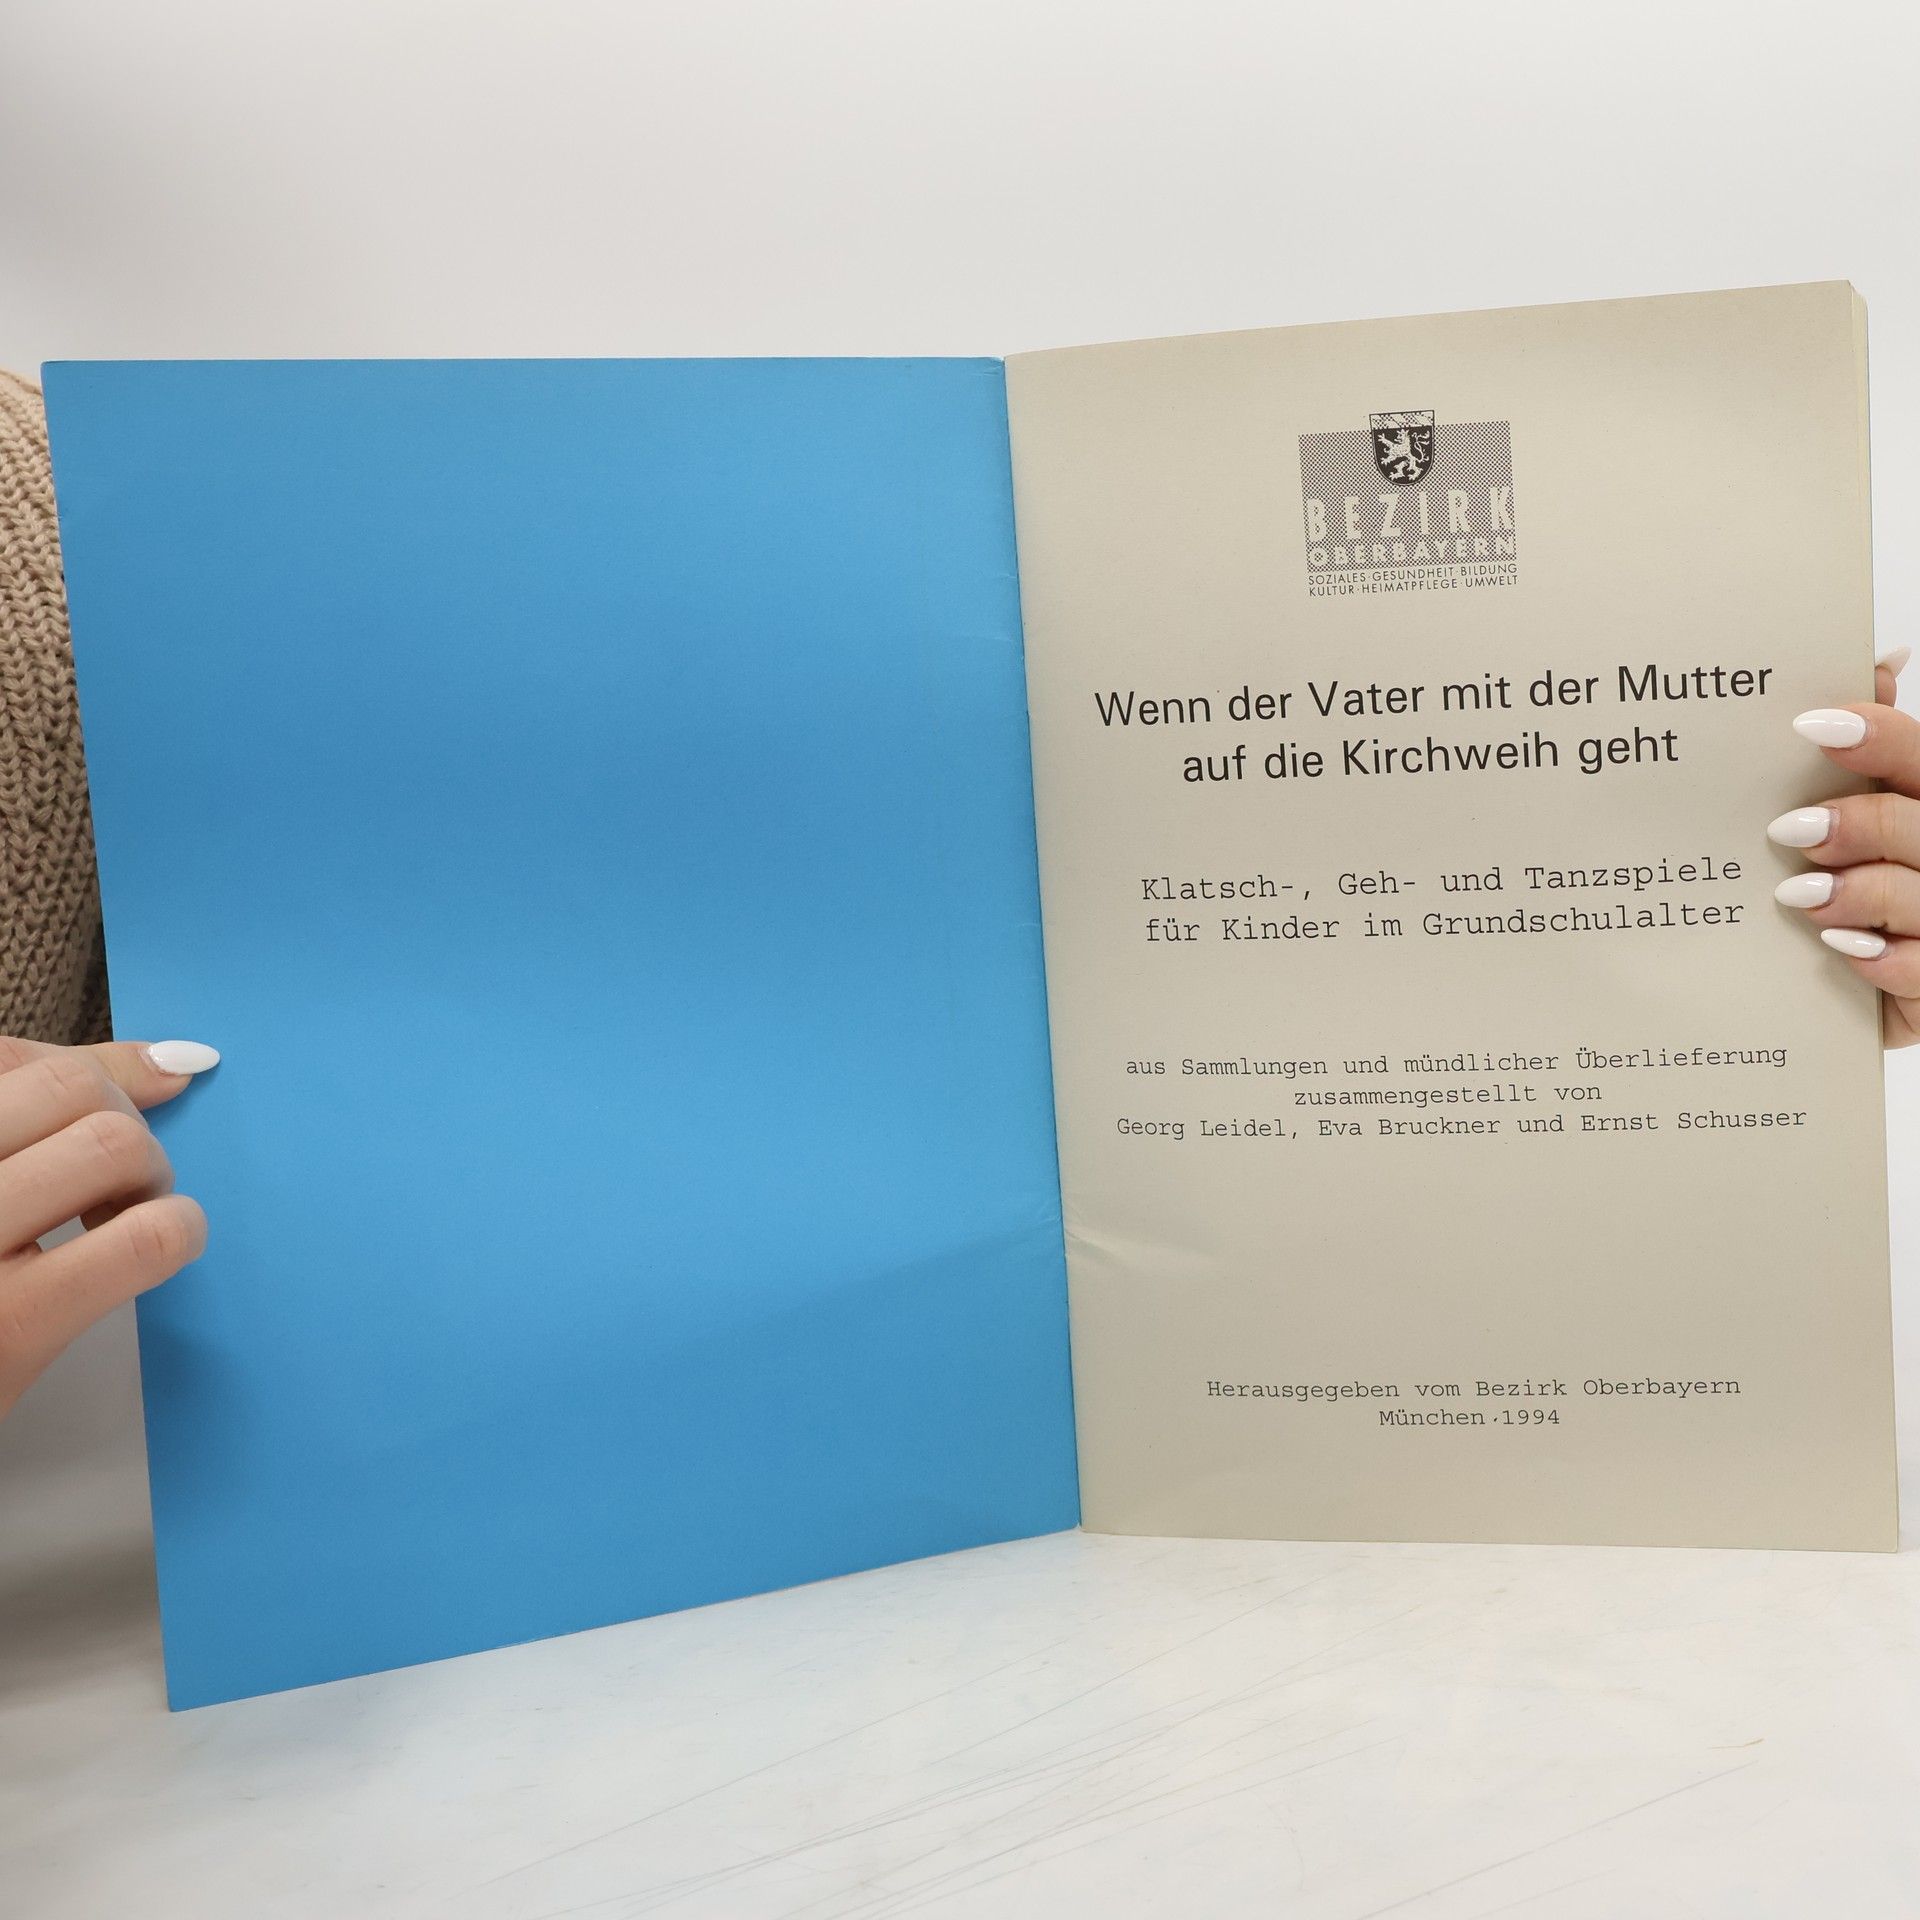 BEZIRK
OBERBAYERN
SOZIALES·GESUNDHEIT·BILDUNG
KULTUR·HEIMATPFLEGE·UMWELT
Wenn der Vater mit der Mutter
auf die Kirchweih geht
Klatsch-, Geh- und Tanzspiele
für Kinder im Grundschulalter
aus Sammlungen und mündlicher Überlieferung
zusammengestellt von
Georg Leidel, Eva Bruckner und Ernst Schusser
Herausgegeben vom Bezirk Oberbayern
München 1994